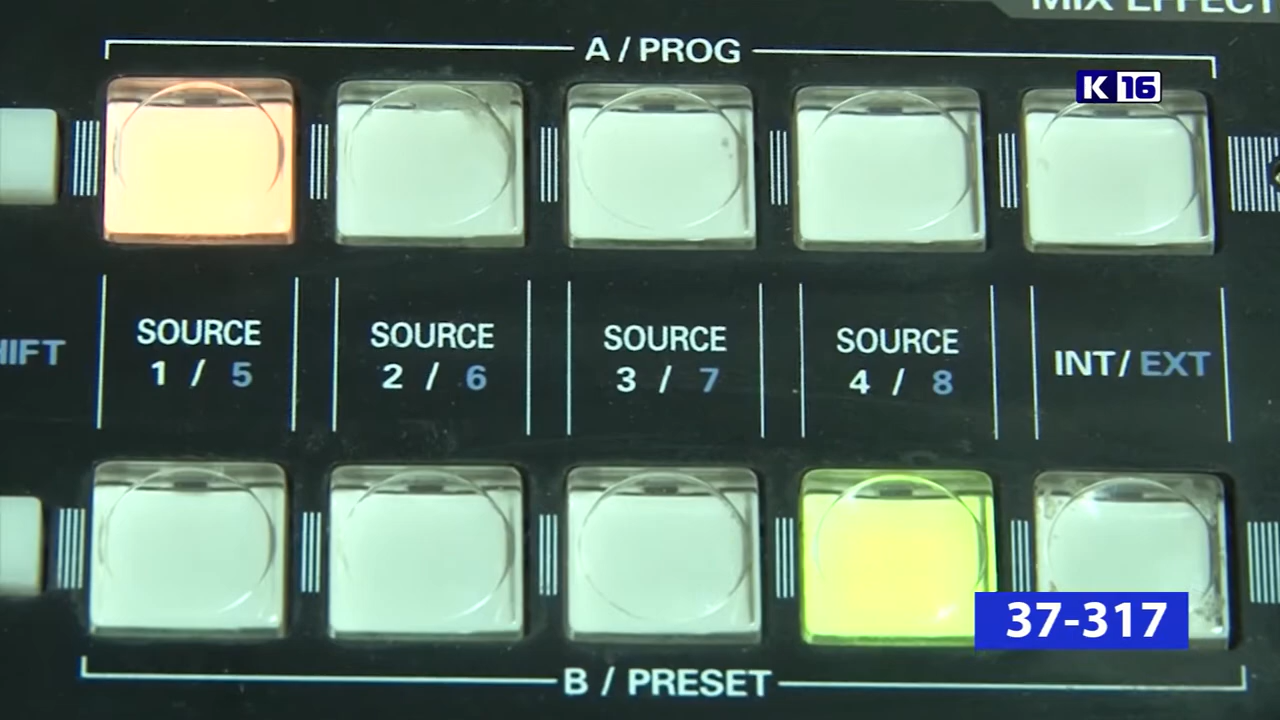 MIX EFFECT
A / PROG
K 16
SOURCE
1 / 5
SOURCE
2 / 6
SOURCE
3 / 7
SOURCE
4 / 8
INT / EXT
HIFT
37-317
B / PRESET